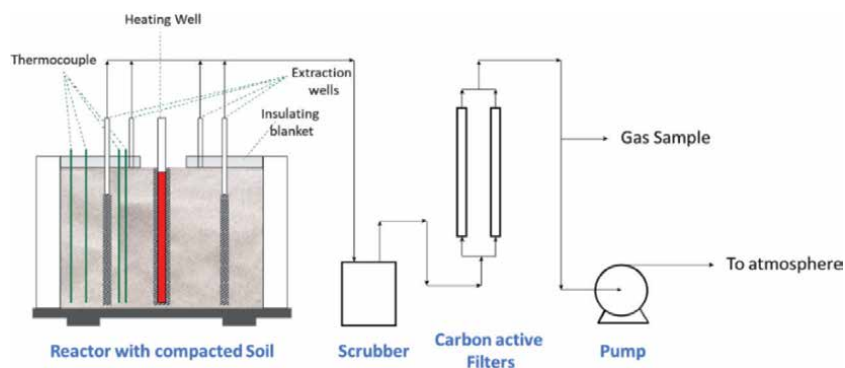 Heating Well
Thermocouple
Extraction
wells
Insulating
blanket
Gas Sample
To atmosphere
Reactor with compacted Soil
Scrubber
Carbon active
Filters
Pump